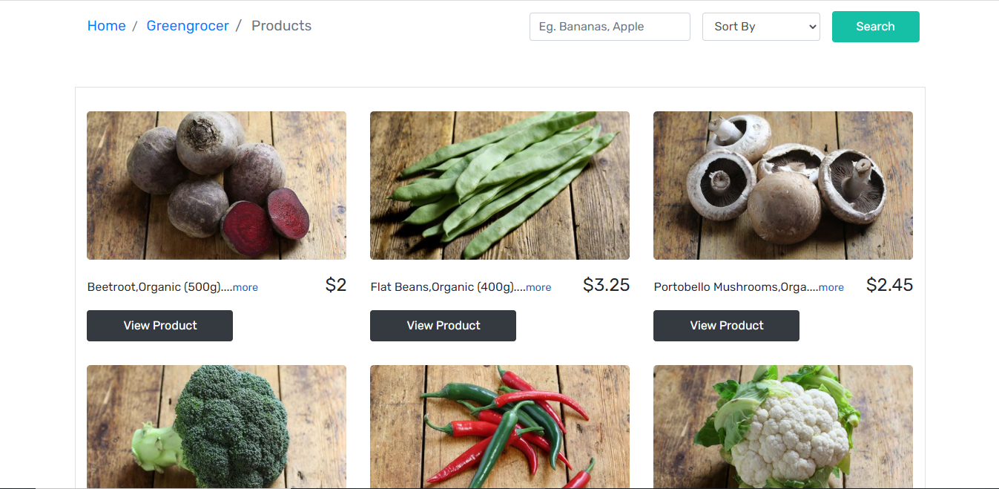 Home / Greengrocer / Products
Eg. Bananas, Apple
Sort By
Search
Beetroot,Organic (500g)....more $2
Flat Beans,Organic (400g)....more $3.25
Portobello Mushrooms,Orga....more $2.45
View Product
View Product
View Product